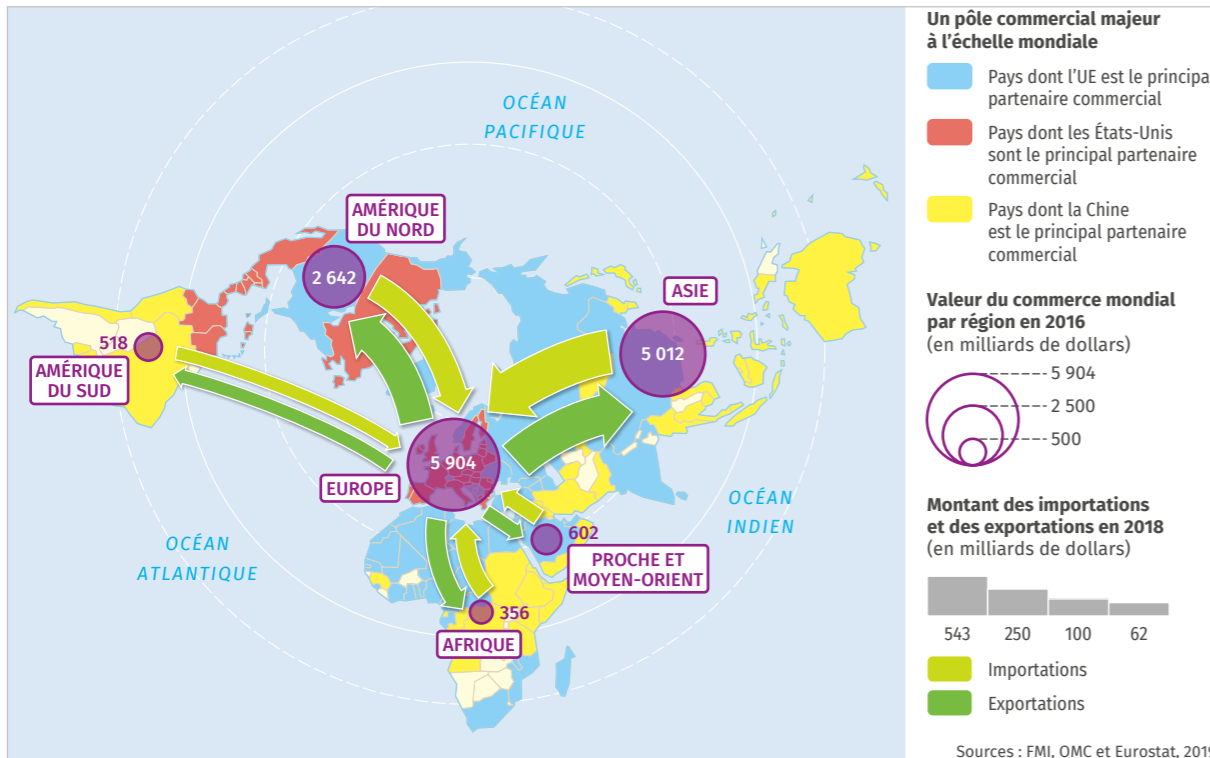 OCÉAN
PACIFIQUE
AMÉRIQUE
DU NORD
2 642
ASIE
5 012
518
AMÉRIQUE
DU SUD
5 904
EUROPE
OCÉAN
INDIEN
OCÉAN
ATLANTIQUE
602
PROCHE ET
MOYEN-ORIENT
356
AFRIQUE
Un pôle commercial majeur
à l'échelle mondiale
Pays dont l'UE est le principa
partenaire commercial
Pays dont les États-Unis
sont le principal partenaire
commercial
Pays dont la Chine
est le principal partenaire
commercial
Valeur du commerce mondial
par région en 2016
(en milliards de dollars)
5 904
2 500
500
Montant des importations
et des exportations en 2018
(en milliards de dollars)
543 250 100 62
Importations
Exportations
Sources : FMI, OMC et Eurostat, 2019